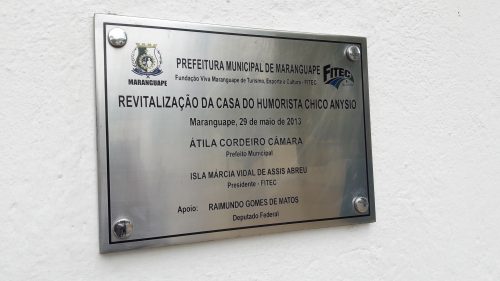 PREFEITURA MUNICIPAL DE MARANGUAPE
Fundação Viva Maranguape de Turismo, Esporte e Cultura - FITEC
MARANGUAPE
FITEC
REVITALIZAÇÃO DA CASA DO HUMORISTA CHICO ANYSIO
Maranguape, 29 de maio de 2013
ÁTILA CORDEIRO CÂMARA
Prefeito Municipal
ISLA MÁRCIA VIDAL DE ASSIS ABREU
Presidente - FITEC
Apoio: RAIMUNDO GOMES DE MATOS
Deputado Federal